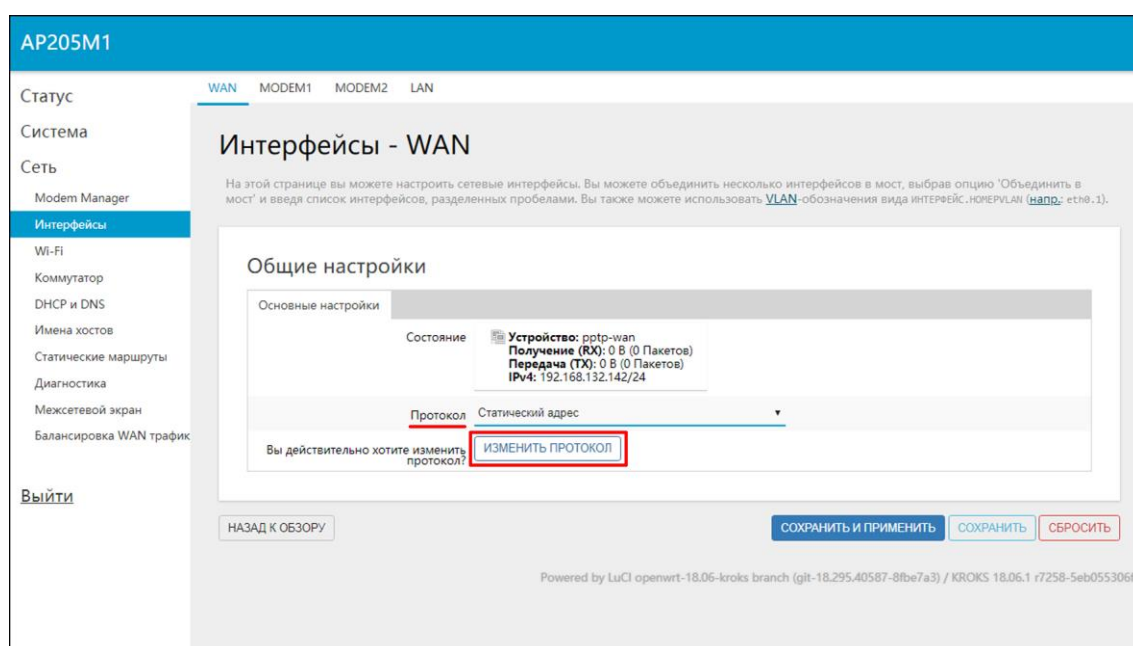 AP205M1
Статус
Система
Сеть
Modem Manager
Интерфейсы
Wi-Fi
Коммутатор
DHCP и DNS
Имена хостов
Статические маршруты
Диагностика
Межсетевой экран
Балансировка WAN трафик
Выйти
WAN MODEM1 MODEM2 LAN
Интерфейсы - WAN
На этой странице вы можете настроить сетевые интерфейсы. Вы можете объединить несколько интерфейсов в мост, выбрав опцию 'Объединить в
мост' и введя список интерфейсов, разделенных пробелами. Вы также можете использовать VLAN-обозначения вида ИНТЕРФЕЙС.НОМЕРVLAN (напр.: eth0.1).
Общие настройки
Основные настройки
Состояние
Устройство: pptp-wan
Получение (RX): 0 B (0 Пакетов)
Передача (TX): 0 B (0 Пакетов)
IPv4: 192.168.132.142/24
Протокол Статический адрес
Вы действительно хотите изменить
протокол?
ИЗМЕНИТЬ ПРОТОКОЛ
НАЗАД К ОБЗОРУ СОХРАНИТЬ И ПРИМЕНИТЬ СОХРАНИТЬ СБРОСИТЬ
Powered by LuCI openwrt-18.06-kroks branch (git-18.295.40587-8fbe7a3) / KROKS 18.06.1 r7258-5eb055306